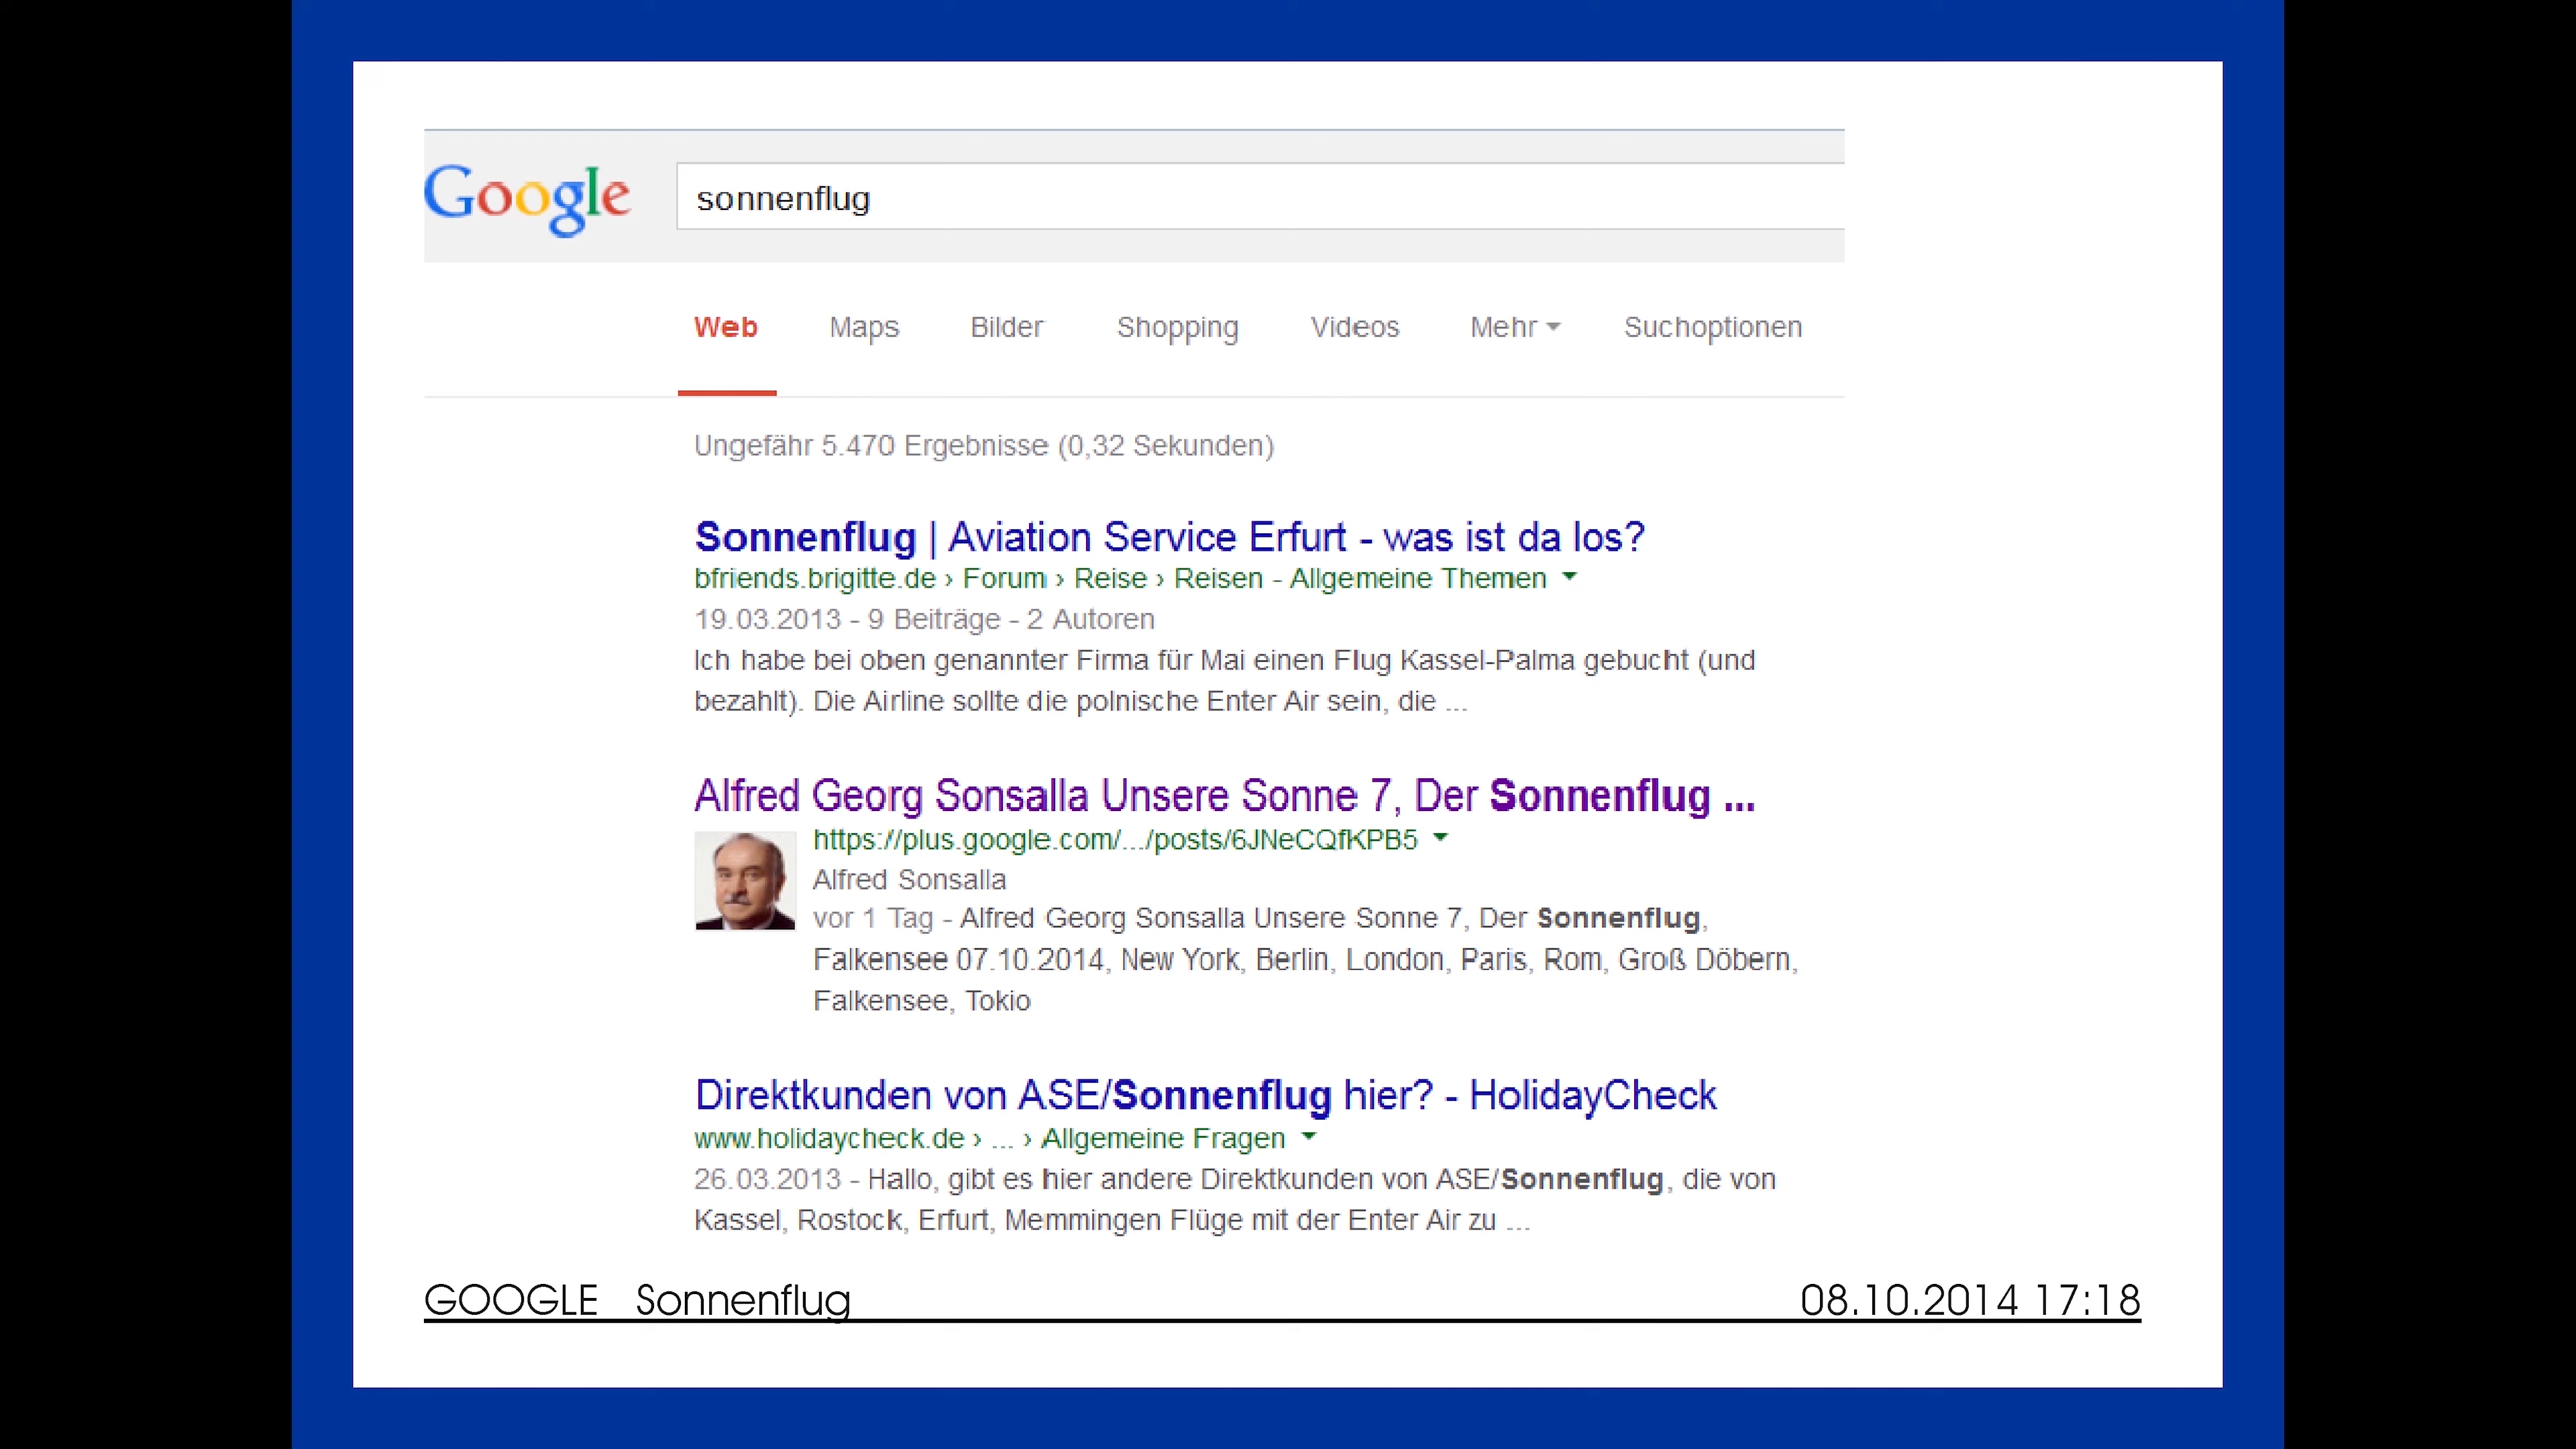 Google sonnenflug
Web Maps Bilder Shopping Videos Mehr Suchoptionen
Ungefähr 5.470 Ergebnisse (0,32 Sekunden)
Sonnenflug | Aviation Service Erfurt - was ist da los?
bfriends.brigitte.de › Forum › Reise › Reisen - Allgemeine Themen
19.03.2013 - 9 Beiträge - 2 Autoren
Ich habe bei oben genannter Firma für Mai einen Flug Kassel-Palma gebucht (und
bezahlt). Die Airline sollte die polnische Enter Air sein, die ...
Alfred Georg Sonsalla Unsere Sonne 7, Der Sonnenflug ...
https://plus.google.com/.../posts/6JNeCQfKPB5
Alfred Sonsalla
vor 1 Tag - Alfred Georg Sonsalla Unsere Sonne 7, Der Sonnenflug,
Falkensee 07.10.2014, New York, Berlin, London, Paris, Rom, Groß Döbern,
Falkensee, Tokio
Direktkunden von ASE/Sonnenflug hier? - HolidayCheck
www.holidaycheck.de › ... › Allgemeine Fragen
26.03.2013 - Hallo, gibt es hier andere Direktkunden von ASE/Sonnenflug, die von
Kassel, Rostock, Erfurt, Memmingen Flüge mit der Enter Air zu ...
GOOGLE Sonnenflug 08.10.2014 17:18